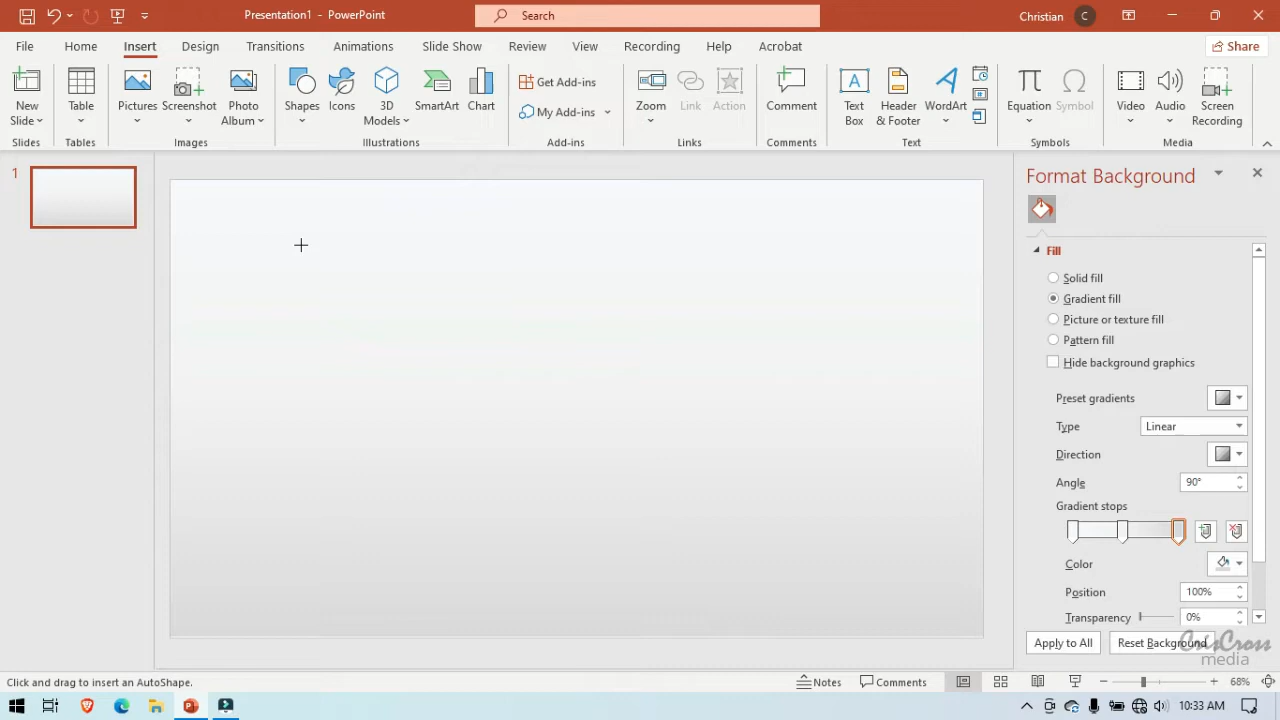 Presentation1 - PowerPoint
Search
Christian C
File Home Insert Design Transitions Animations Slide Show Review View Recording Help Acrobat Share
New Slide
Table
Pictures
Screenshot
Photo Album
Shapes
Icons
3D Models
SmartArt
Chart
Get Add-ins
My Add-ins
Zoom
Link
Action
Comment
Text Box
Header & Footer
WordArt
Equation
Symbol
Video
Audio
Screen Recording
Slides Tables Images Illustrations Add-ins Links Comments Text Symbols Media
1
Format Background
Fill
Solid fill
Gradient fill
Picture or texture fill
Pattern fill
Hide background graphics
Preset gradients
Type Linear
Direction
Angle 90°
Gradient stops
Color
Position 100%
Transparency 0%
Apply to All Reset Background
CrisCross
media
Click and drag to insert an AutoShape.
Notes Comments 68%
10:33 AM